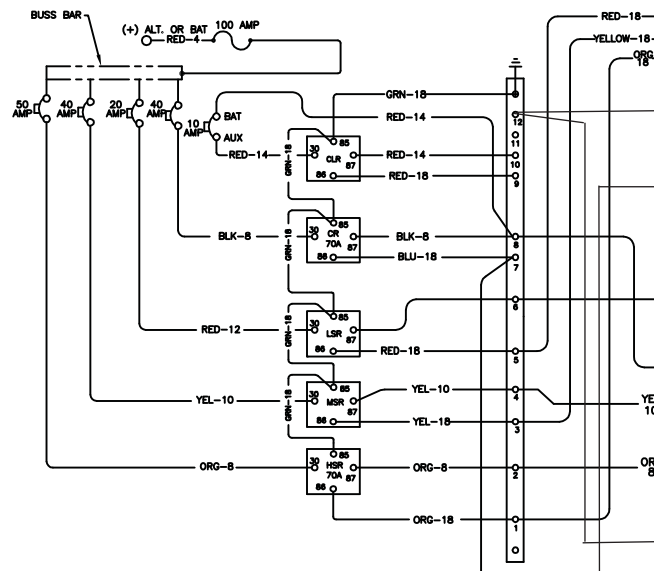 BUSS BAR
(+) ALT. OR BAT
100 AMP
RED-4
RED-18
YELLOW-18
ORG
18
GRN-18
50
AMP
40
AMP
20
AMP
40
AMP
10
AMP
BAT
AUX
RED-14
RED-14
GRN-18
30
85
CLR
87
86
RED-14
RED-18
12
11
10
9
BLK-8
GRN-18
30
85
CR
70A
87
86
BLK-8
BLU-18
8
7
6
RED-12
GRN-18
30
85
LSR
87
86
RED-18
5
YEL-10
GRN-18
30
85
MSR
87
86
YEL-10
YEL-18
4
3
YE
10
ORG-8
30
85
HSR
70A
87
86
ORG-8
ORG-18
2
1
OR
8